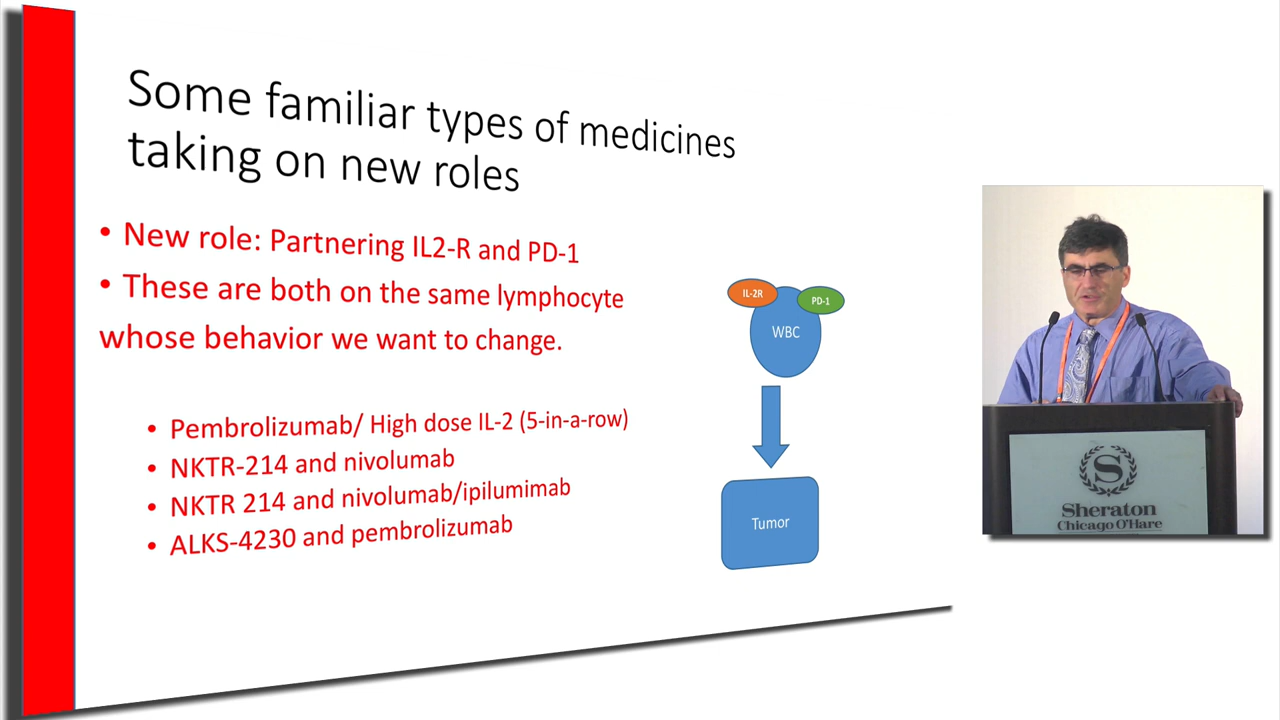 Some familiar types of medicines
taking on new roles
• New role: Partnering IL2-R and PD-1
• These are both on the same lymphocyte
whose behavior we want to change.
• Pembrolizumab/ High dose IL-2 (5-in-a-row)
• NKTR-214 and nivolumab
• NKTR 214 and nivolumab/ipilumimab
• ALKS-4230 and pembrolizumab
IL-2R
PD-1
WBC
Tumor
S
Sheraton
Chicago O'Hare